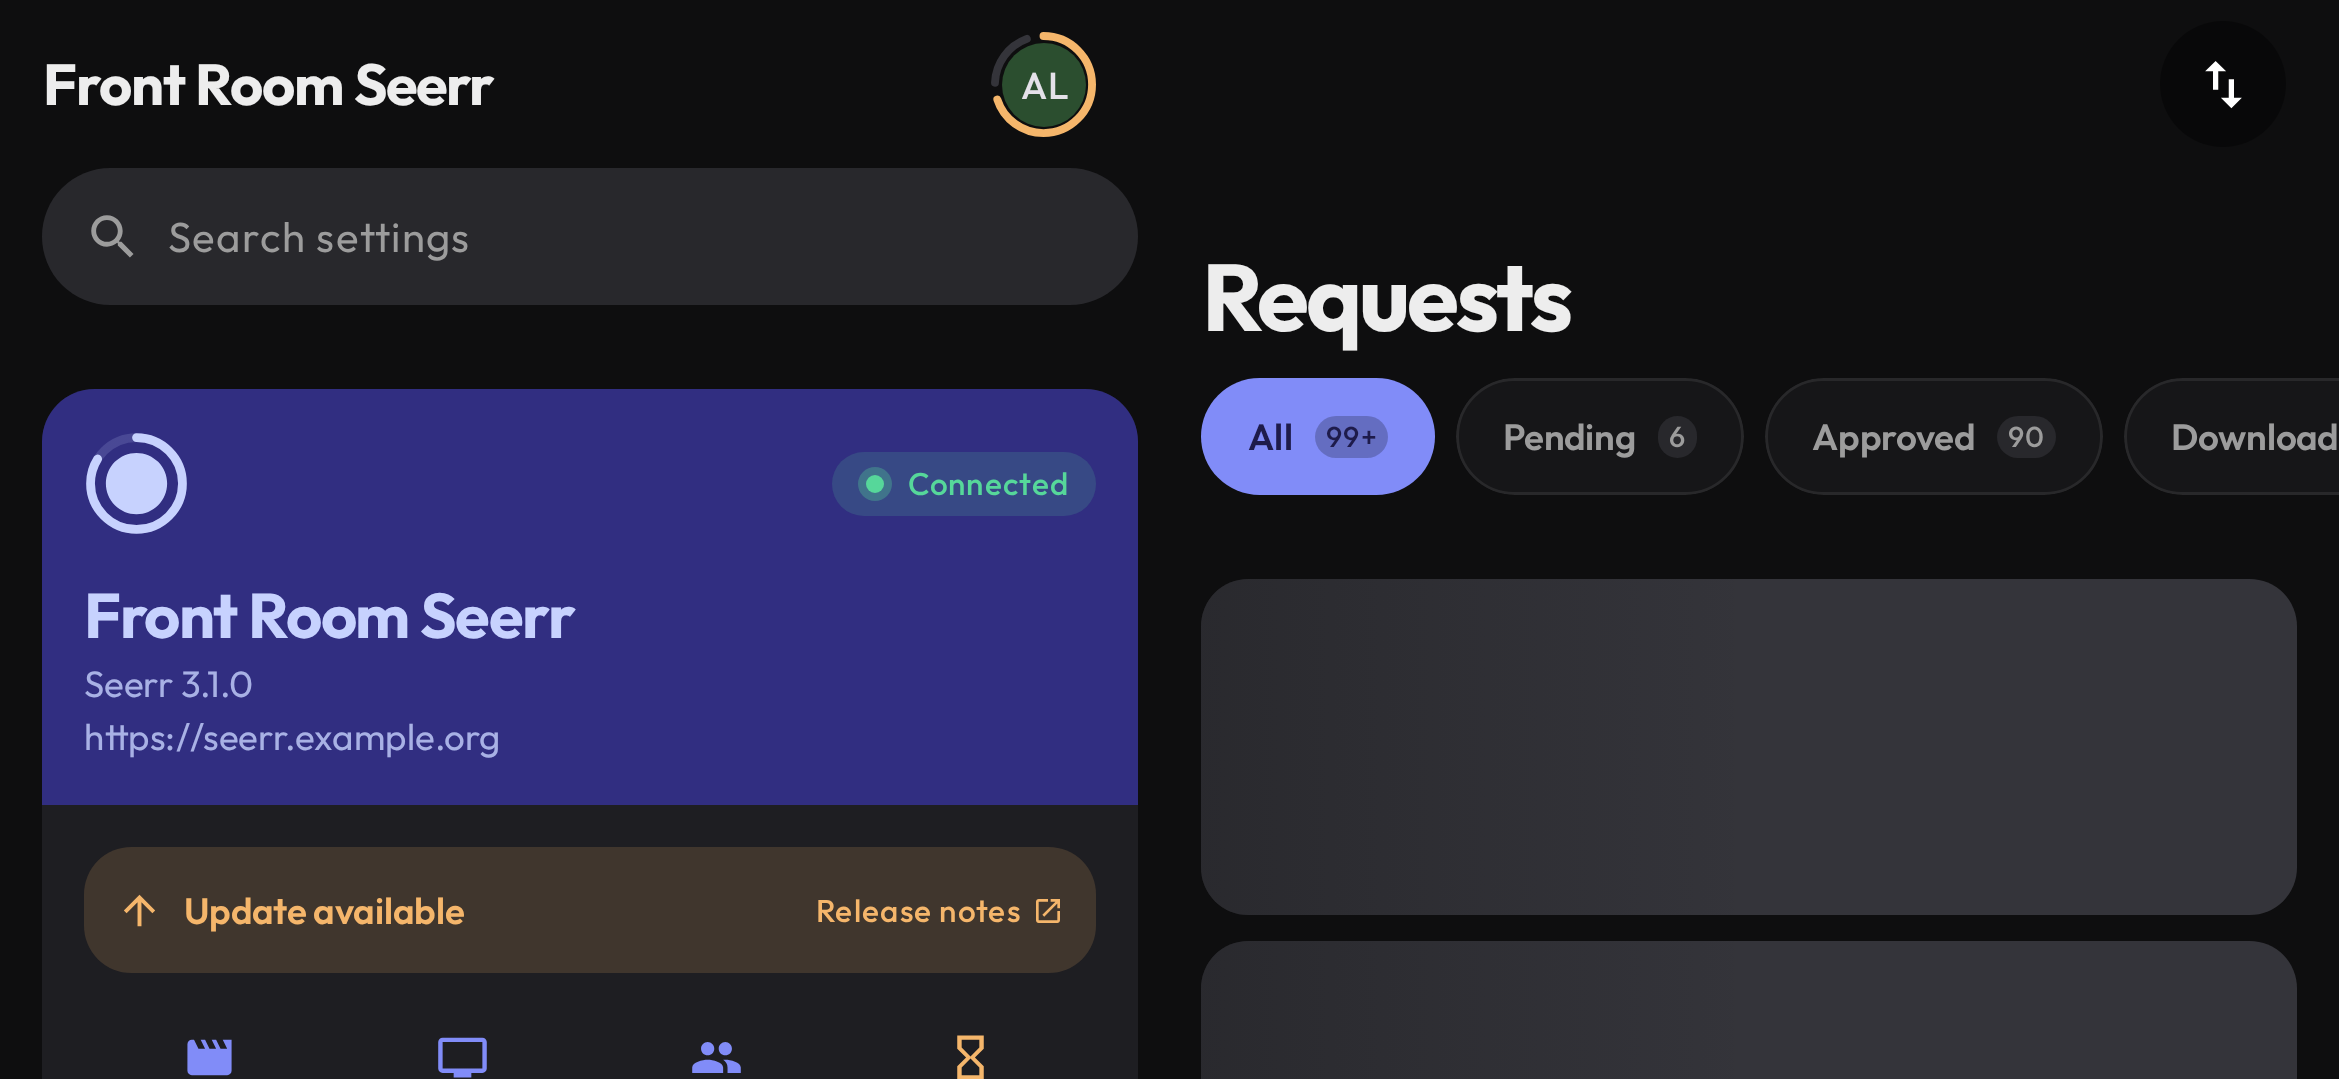 Front Room Seerr
AL
Search settings
Connected
Front Room Seerr
Seerr 3.1.0
https://seerr.example.org
Update available
Release notes
Requests
All 99+
Pending 6
Approved 90
Download